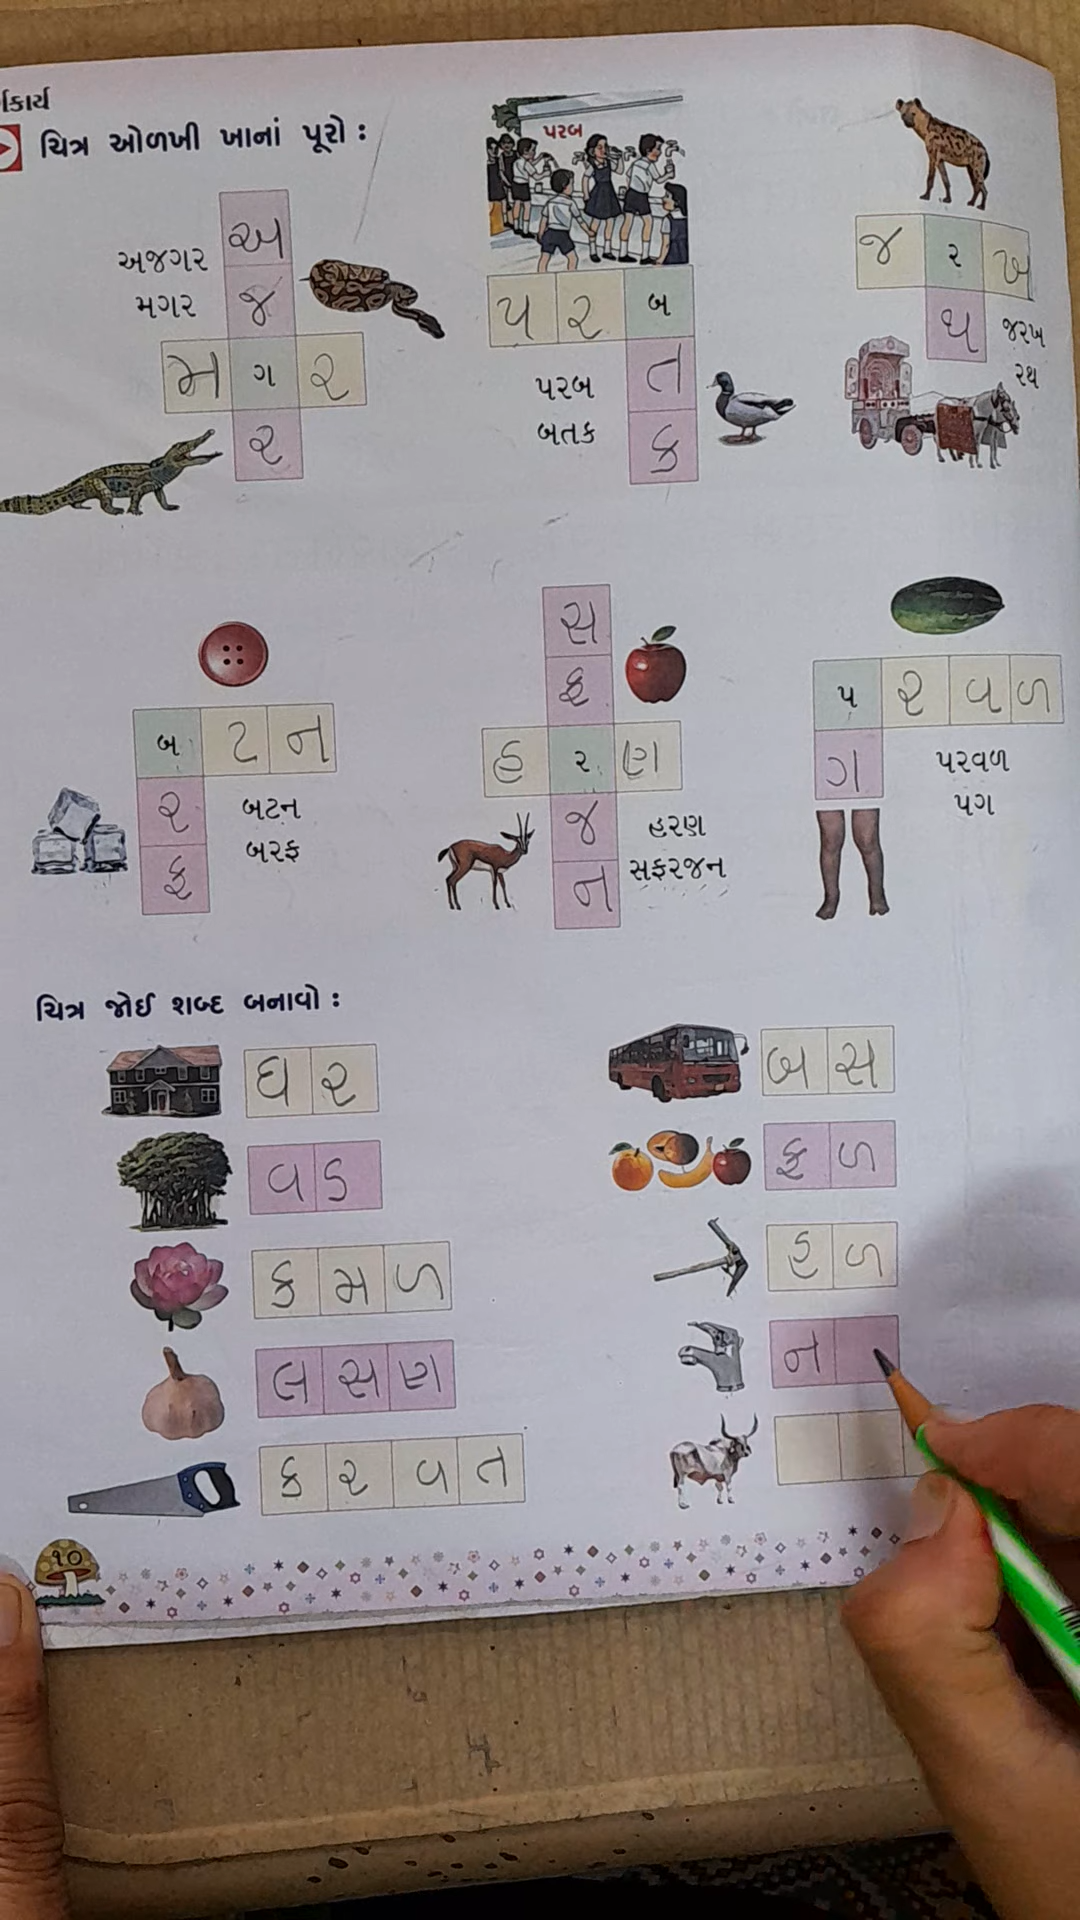 ચિત્ર ઓળખી ખાનાં પૂરો :
પરબ
અજગર
મગર
અ
જ
મ ગ ર
ર
પ ર બ
ત
ક
પરબ
બતક
જ ર ખ
થ
જરખ
રથ
બ ટ ન
ર
ફ
બટન
બરફ
સ
ફ
હ ર ણ
જ
ન
હરણ
સફરજન
પ ર વ ળ
ગ
પરવળ
પગ
ચિત્ર જોઈ શબ્દ બનાવો :
ઘ ર
બ સ
વ ડ
ફ ળ
ક મ ળ
હ ળ
લ સ ણ
ન
ક ર વ ત
૧૦